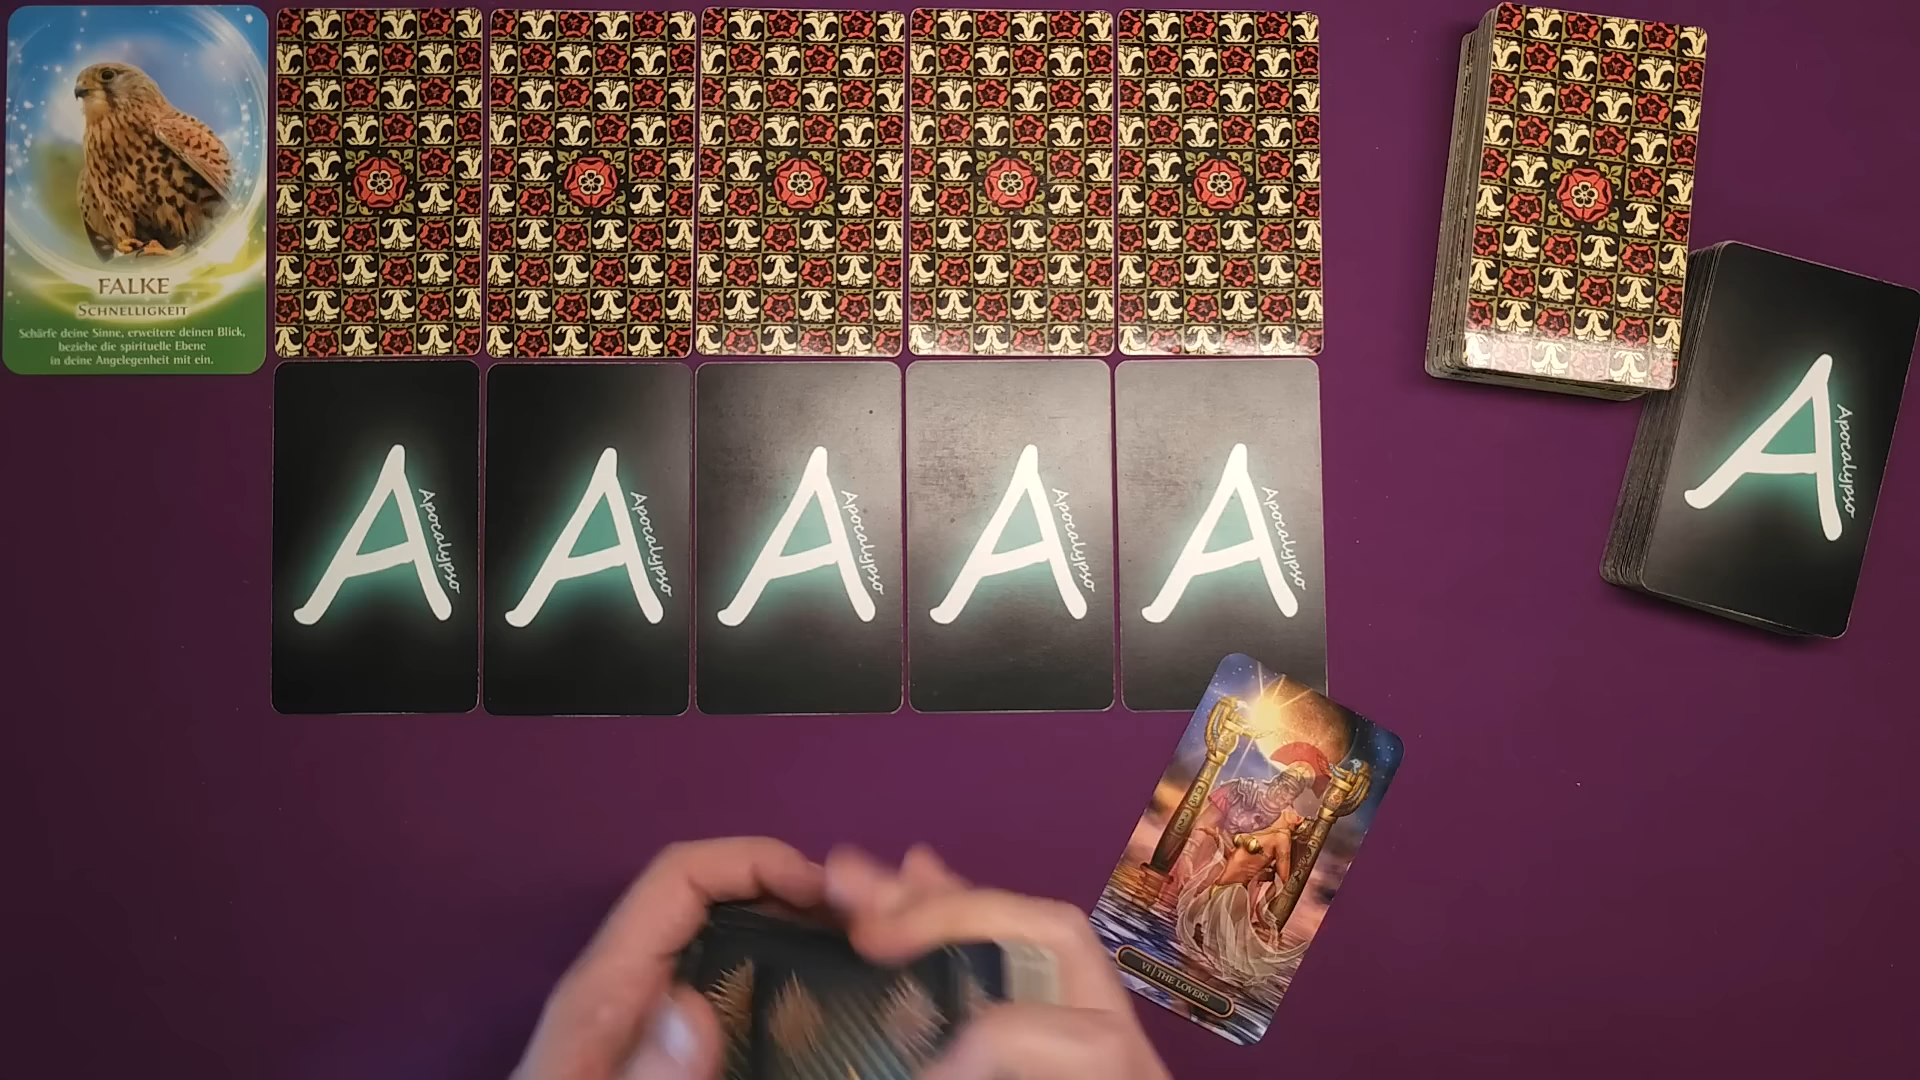 FALKE
SCHNELLIGKEIT
Schärfe deine Sinne, erweitere deinen Blick,
beziehe die spirituelle Ebene
in deine Angelegenheit mit ein.
A Apocalypso
A Apocalypso
A Apocalypso
A Apocalypso
A Apocalypso
A Apocalypso
VI | THE LOVERS